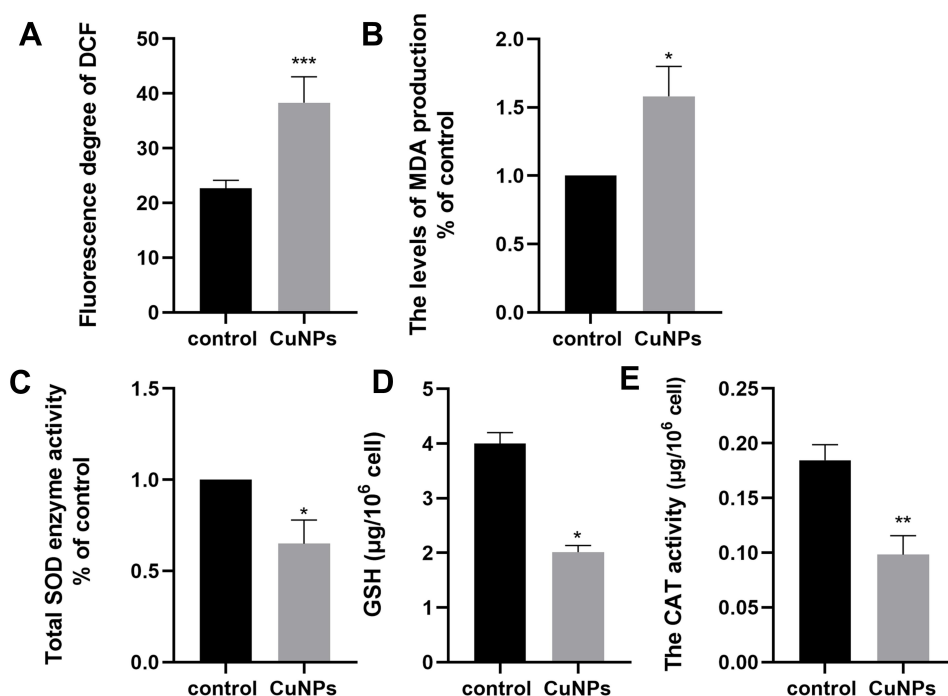 A
Fluorescence degree of DCF
50
40
30
20
10
0
***
control CuNPs
B
The levels of MDA production
% of control
2.0
1.5
1.0
0.5
0.0
*
control CuNPs
C
Total SOD enzyme activity
% of control
1.5
1.0
0.5
0.0
*
control CuNPs
D
GSH (µg/10⁶ cell)
5
4
3
2
1
0
*
control CuNPs
E
The CAT activity (µg/10⁶ cell)
0.25
0.20
0.15
0.10
0.05
0.00
**
control CuNPs